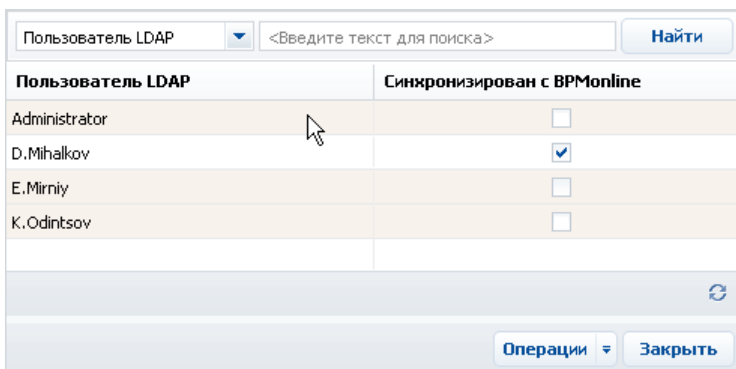 Пользователь LDAP <Введите текст для поиска> Найти
Пользователь LDAP Синхронизирован с BPMonline
Administrator
D.Mihalkov
E.Mirniy
K.Odintsov
Операции Закрыть